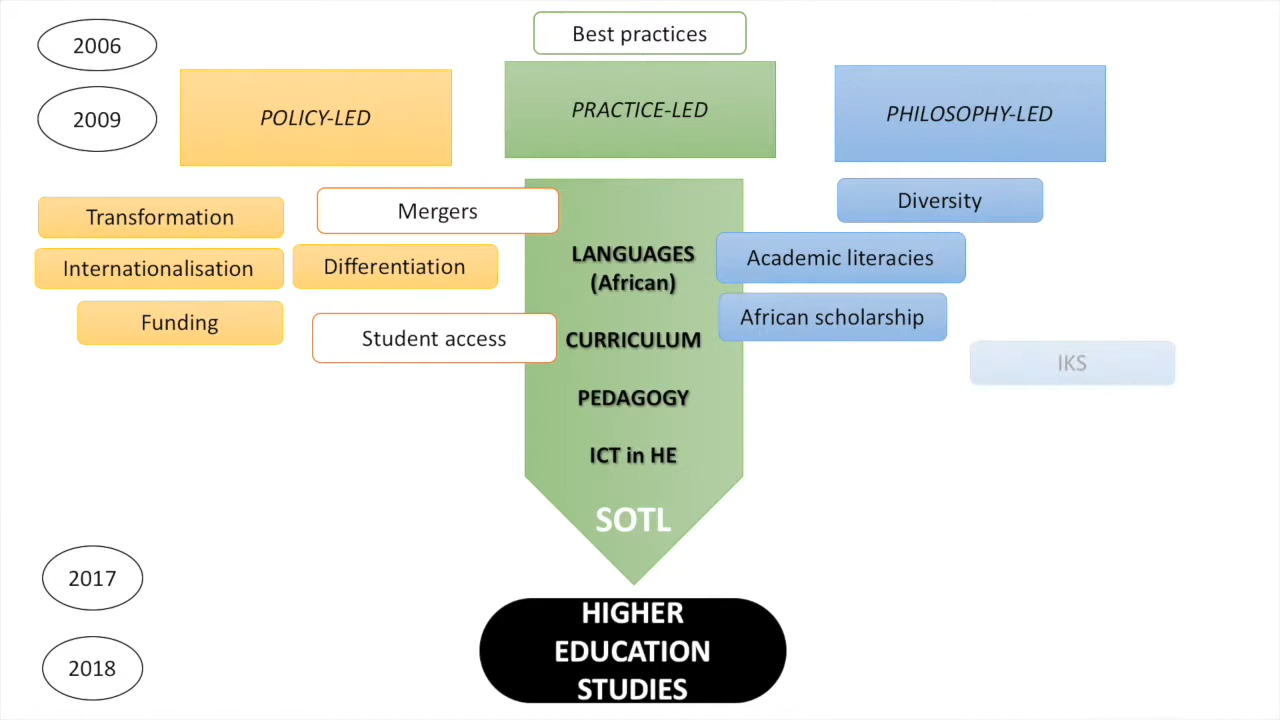 2006
Best practices
2009
POLICY-LED
PRACTICE-LED
PHILOSOPHY-LED
Transformation
Mergers
Diversity
Internationalisation
Differentiation
LANGUAGES
(African)
Academic literacies
Funding
Student access
CURRICULUM
African scholarship
IKS
PEDAGOGY
ICT in HE
SOTL
2017
HIGHER
EDUCATION
STUDIES
2018